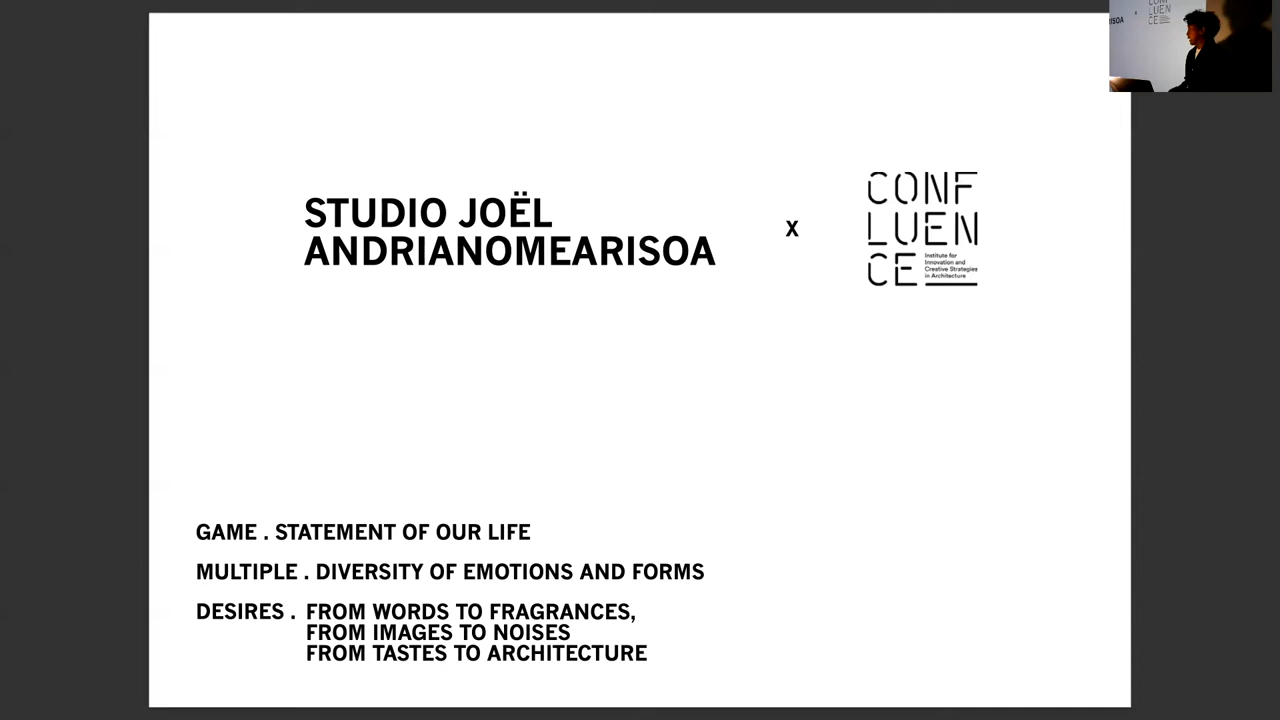 STUDIO JOËL
ANDRIANOMEARISOA
X
CONF
LUEN
CE
Institute for
Innovation and
Creative Strategies
in Architecture
GAME . STATEMENT OF OUR LIFE
MULTIPLE . DIVERSITY OF EMOTIONS AND FORMS
DESIRES . FROM WORDS TO FRAGRANCES,
FROM IMAGES TO NOISES
FROM TASTES TO ARCHITECTURE